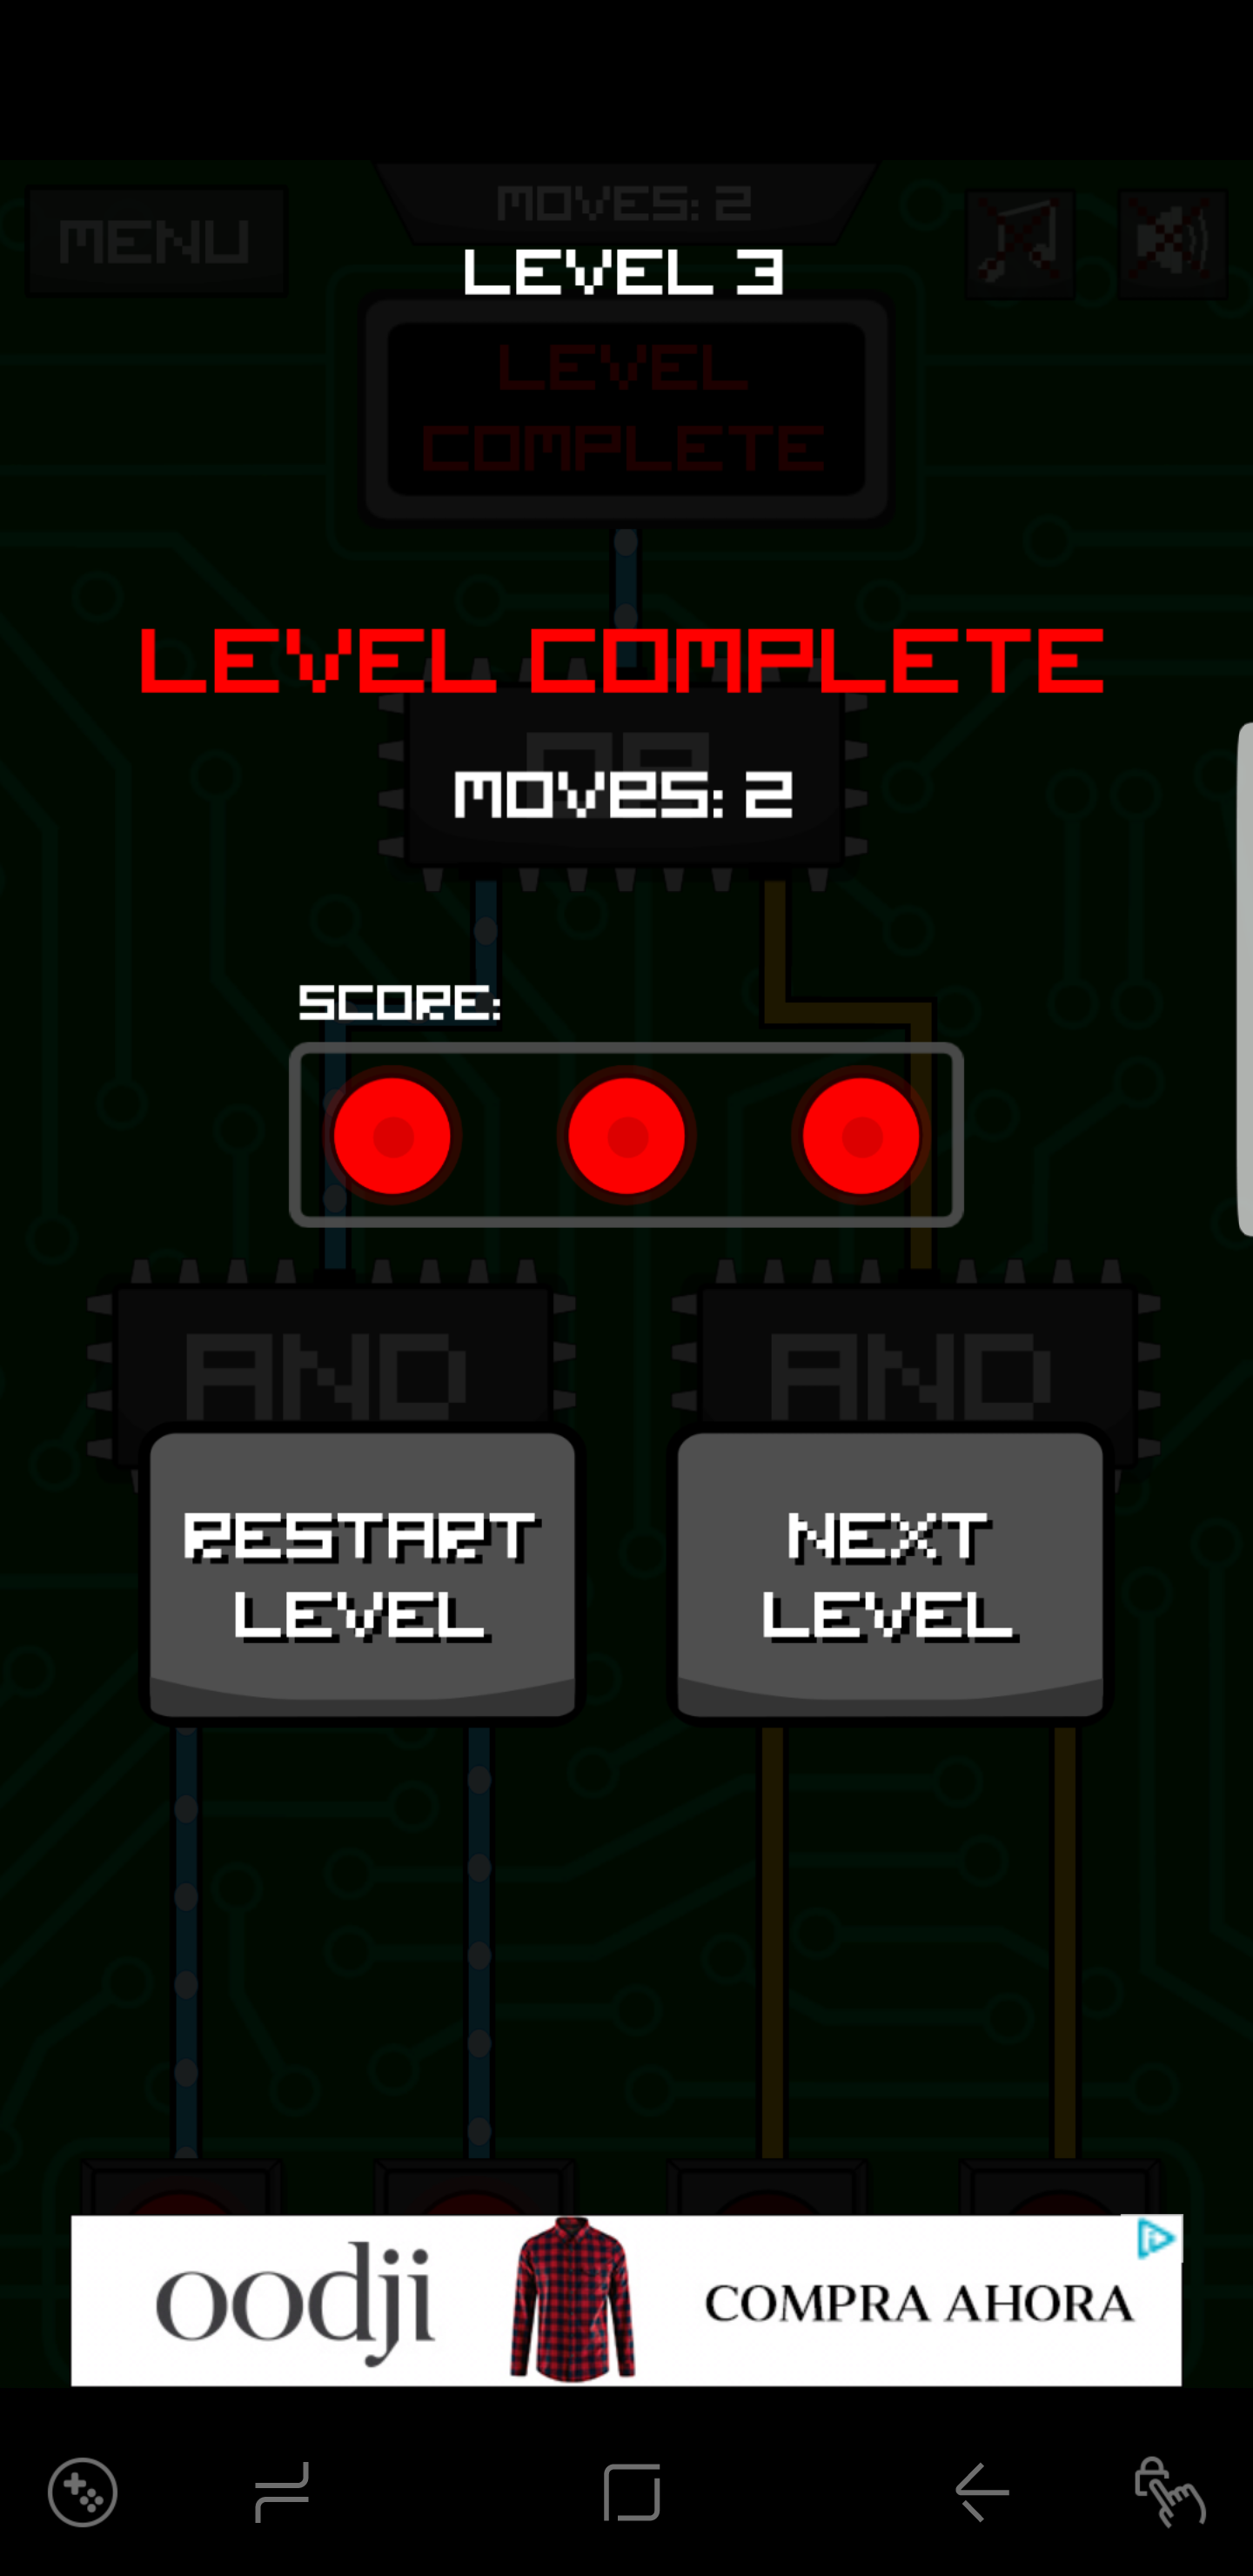 MENU
MOVES: 2
LEVEL 3
LEVEL
COMPLETE
LEVEL COMPLETE
OR
MOVES: 2
SCORE:
AND
AND
RESTART
LEVEL
NEXT
LEVEL
oodji
COMPRA AHORA